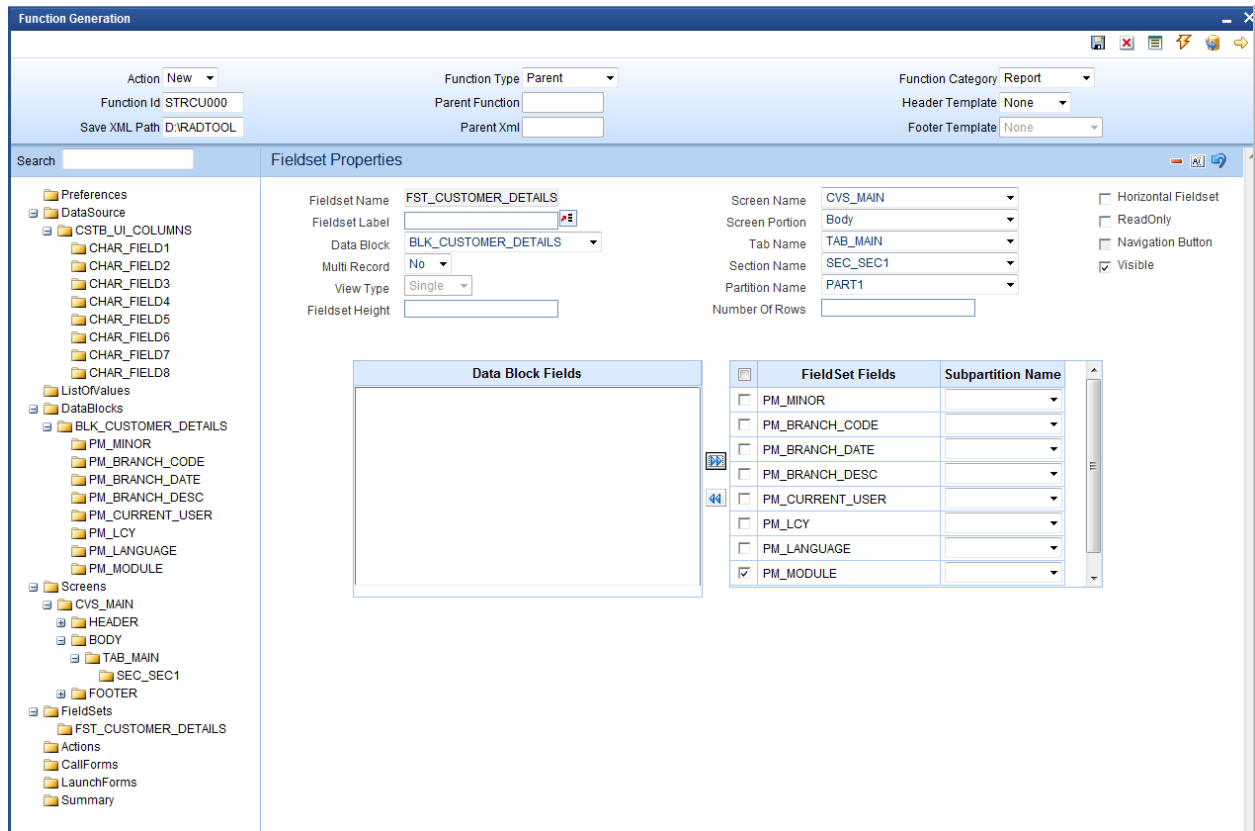 Function Generation
Action New Function Type Parent Function Category Report
Function Id STRCU000 Parent Function Header Template None
Save XML Path D:\RADTOOL Parent Xml Footer Template None
Search
Preferences
DataSource
CSTB_UI_COLUMNS
CHAR_FIELD1
CHAR_FIELD2
CHAR_FIELD3
CHAR_FIELD4
CHAR_FIELD5
CHAR_FIELD6
CHAR_FIELD7
CHAR_FIELD8
ListOfValues
DataBlocks
BLK_CUSTOMER_DETAILS
PM_MINOR
PM_BRANCH_CODE
PM_BRANCH_DATE
PM_BRANCH_DESC
PM_CURRENT_USER
PM_LCY
PM_LANGUAGE
PM_MODULE
Screens
CVS_MAIN
HEADER
BODY
TAB_MAIN
SEC_SEC1
FOOTER
FieldSets
FST_CUSTOMER_DETAILS
Actions
CallForms
LaunchForms
Summary
Fieldset Properties
Fieldset Name FST_CUSTOMER_DETAILS Screen Name CVS_MAIN Horizontal Fieldset
Fieldset Label Screen Portion Body ReadOnly
Data Block BLK_CUSTOMER_DETAILS Tab Name TAB_MAIN Navigation Button
Multi Record No Section Name SEC_SEC1 Visible
View Type Single Partition Name PART1
Fieldset Height Number Of Rows
Data Block Fields
FieldSet Fields Subpartition Name
PM_MINOR
PM_BRANCH_CODE
PM_BRANCH_DATE
PM_BRANCH_DESC
PM_CURRENT_USER
PM_LCY
PM_LANGUAGE
PM_MODULE